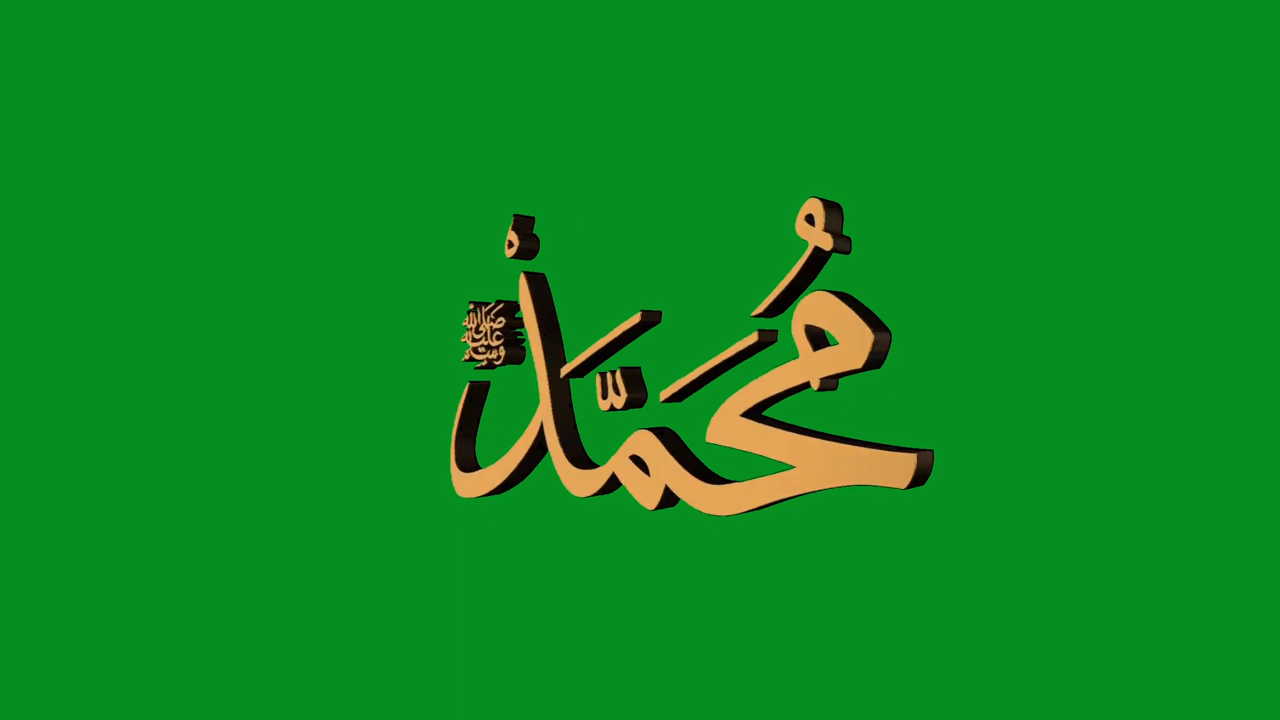 مُحَمَّدْ
صلى الله
عليه
وسلم